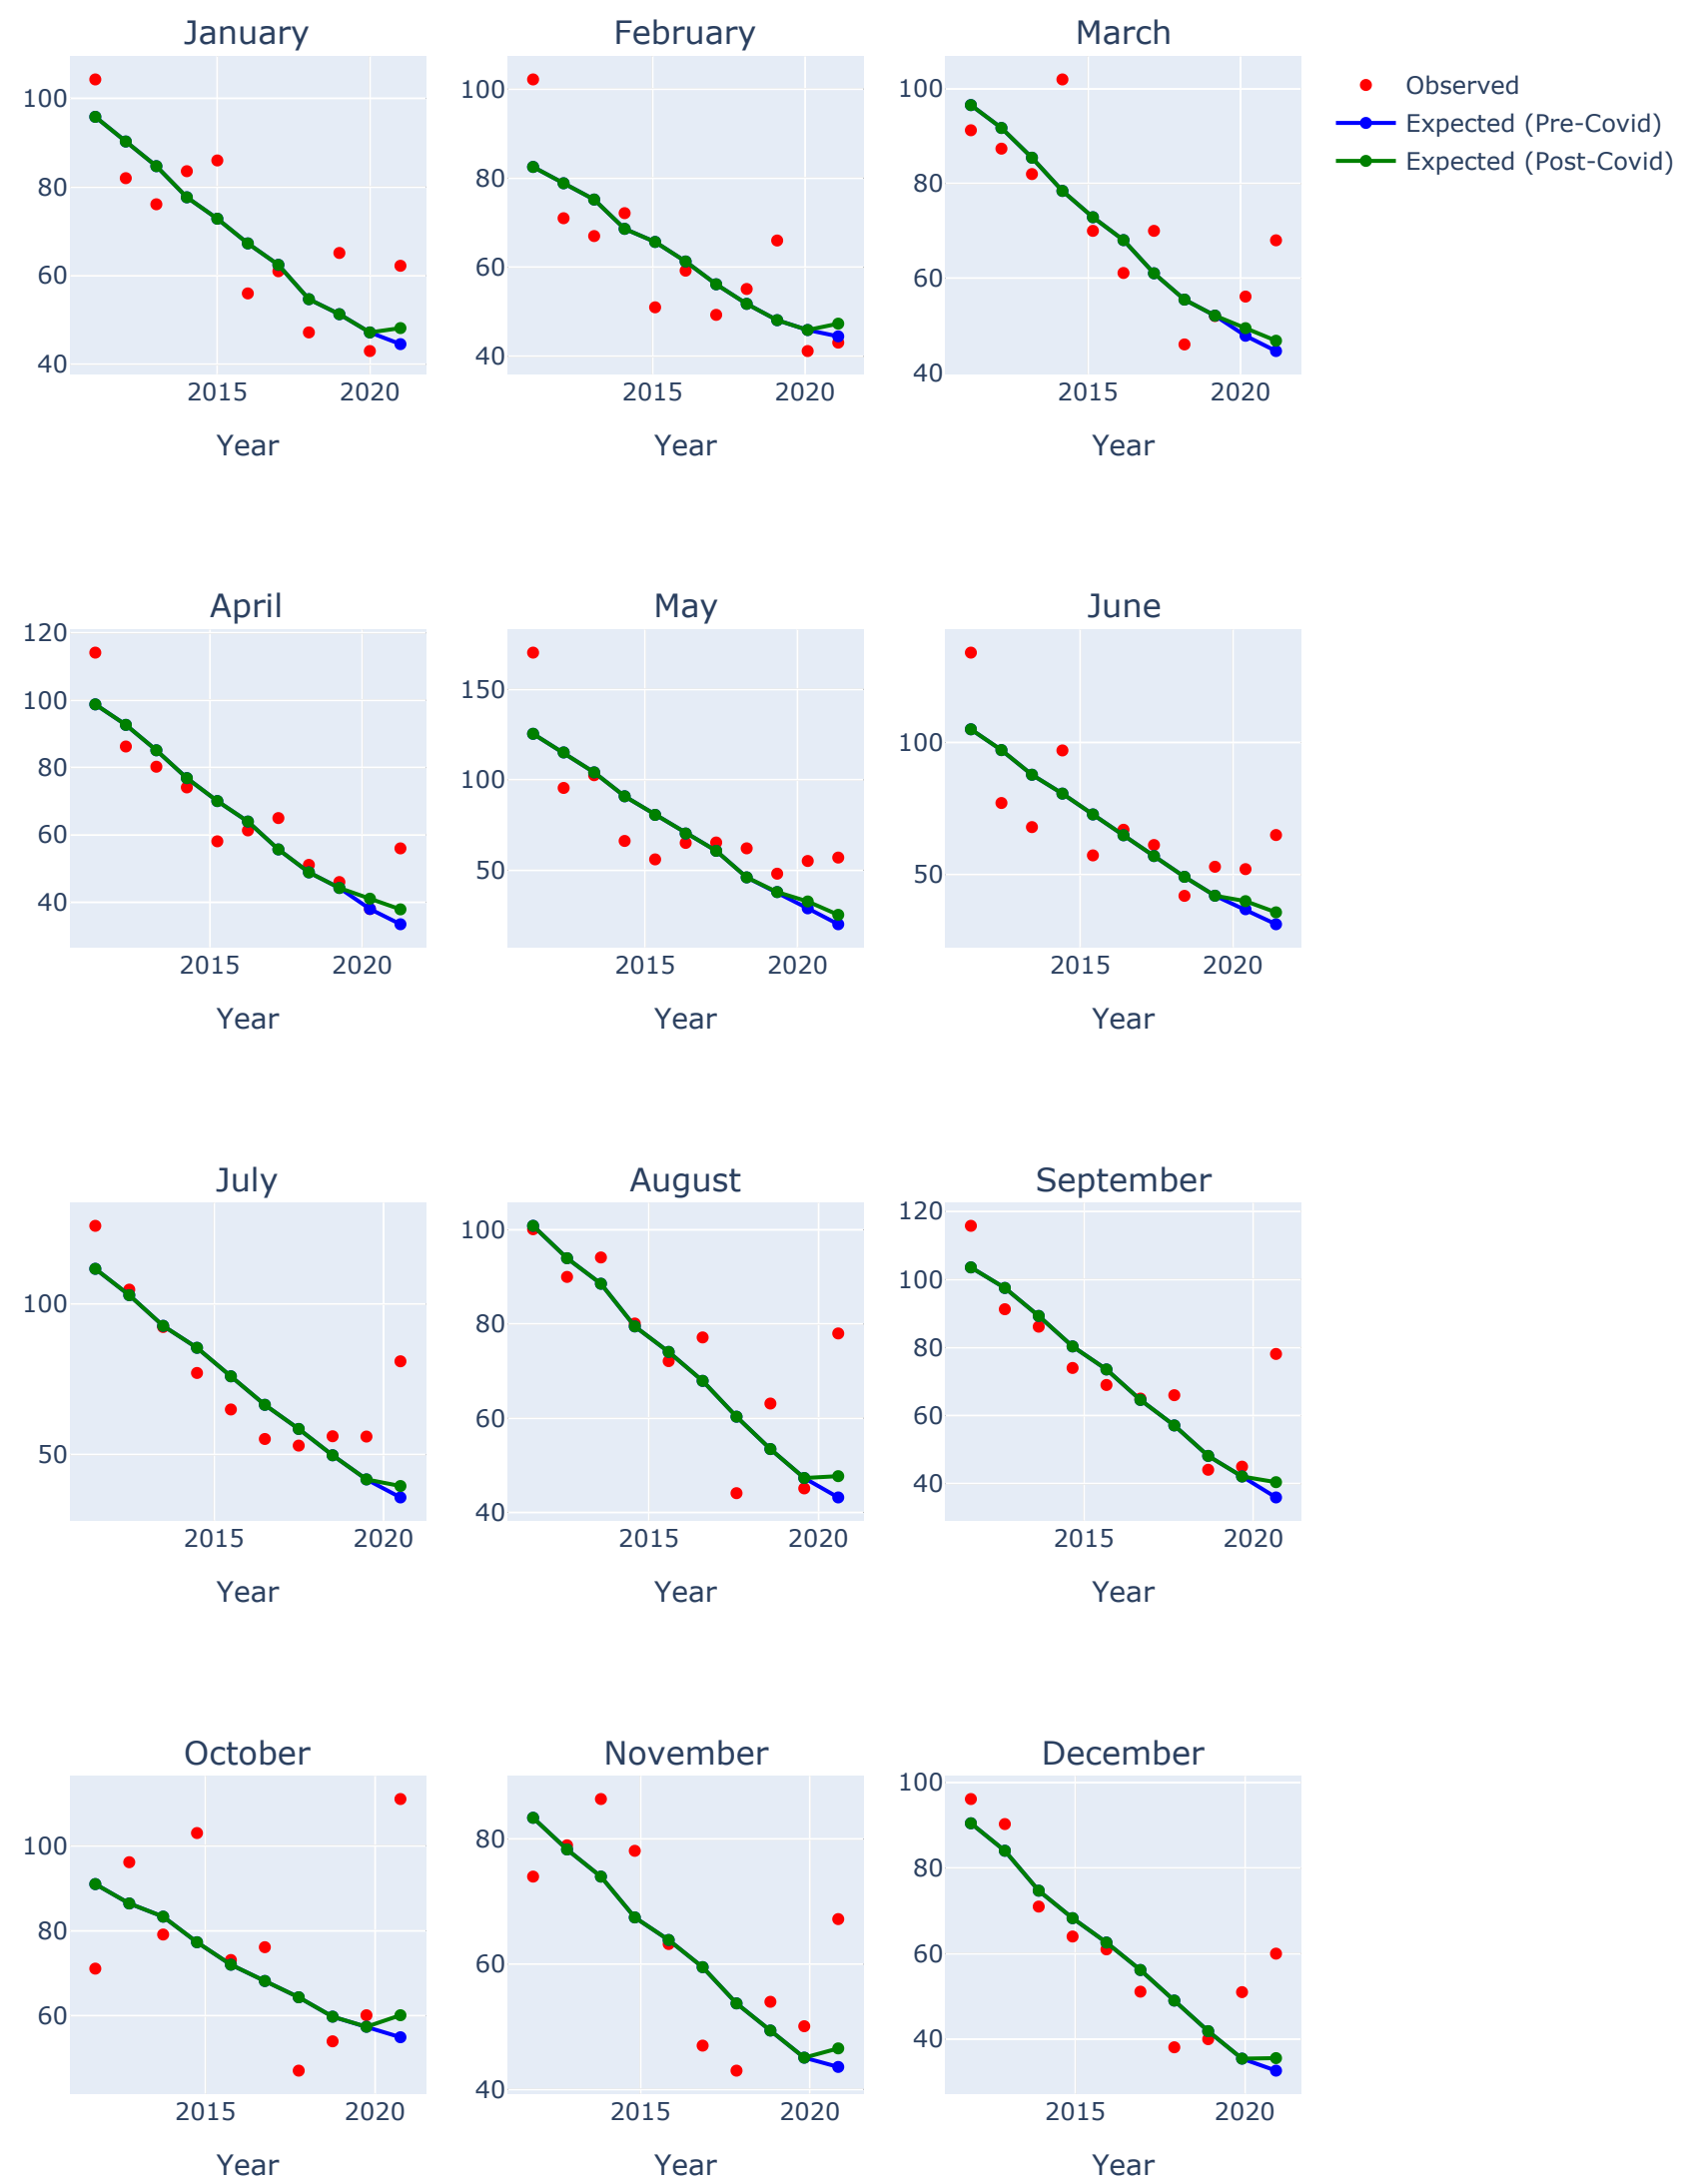 January February March
100
80
60
40
2015 2020
Year
100
80
60
40
2015 2020
Year
100
80
60
40
2015 2020
Year
Observed
Expected (Pre-Covid)
Expected (Post-Covid)
April May June
120
100
80
60
40
2015 2020
Year
150
100
50
2015 2020
Year
100
50
2015 2020
Year
July August September
100
50
2015 2020
Year
100
80
60
40
2015 2020
Year
120
100
80
60
40
2015 2020
Year
October November December
100
80
60
2015 2020
Year
80
60
40
2015 2020
Year
100
80
60
40
2015 2020
Year